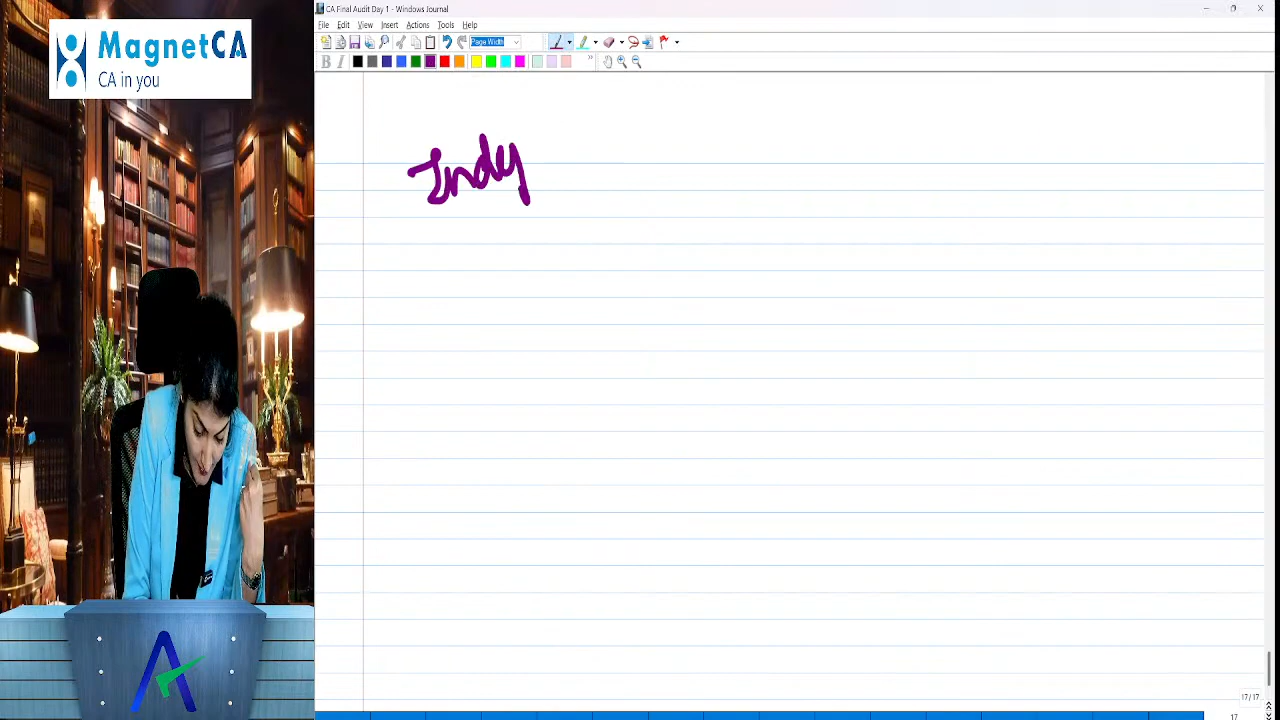 MagnetCA
CA in you
CA Final Audit Day 1 - Windows Journal
File Edit View Insert Actions Tools Help
Page Width
B I
Indy
17/17
17